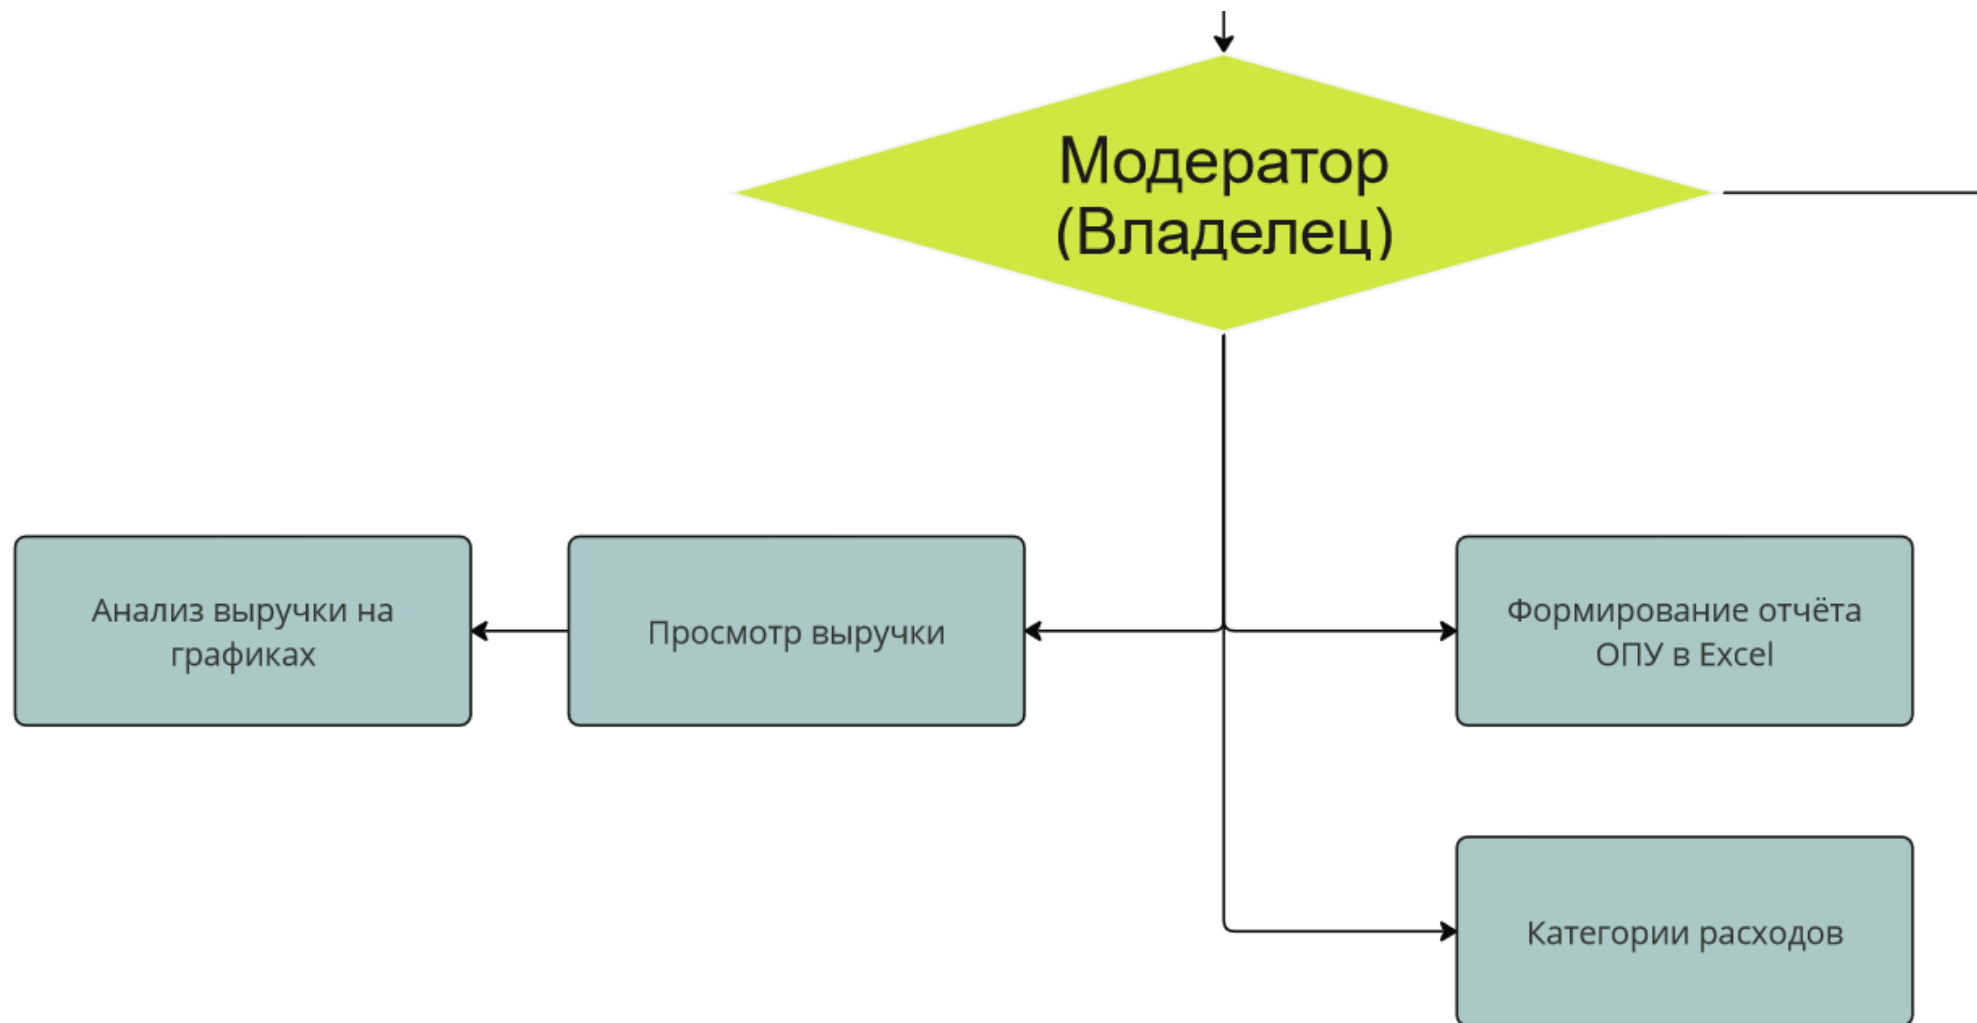 Модератор
(Владелец)
Анализ выручки на
графиках
Просмотр выручки
Формирование отчёта
ОПУ в Excel
Категории расходов